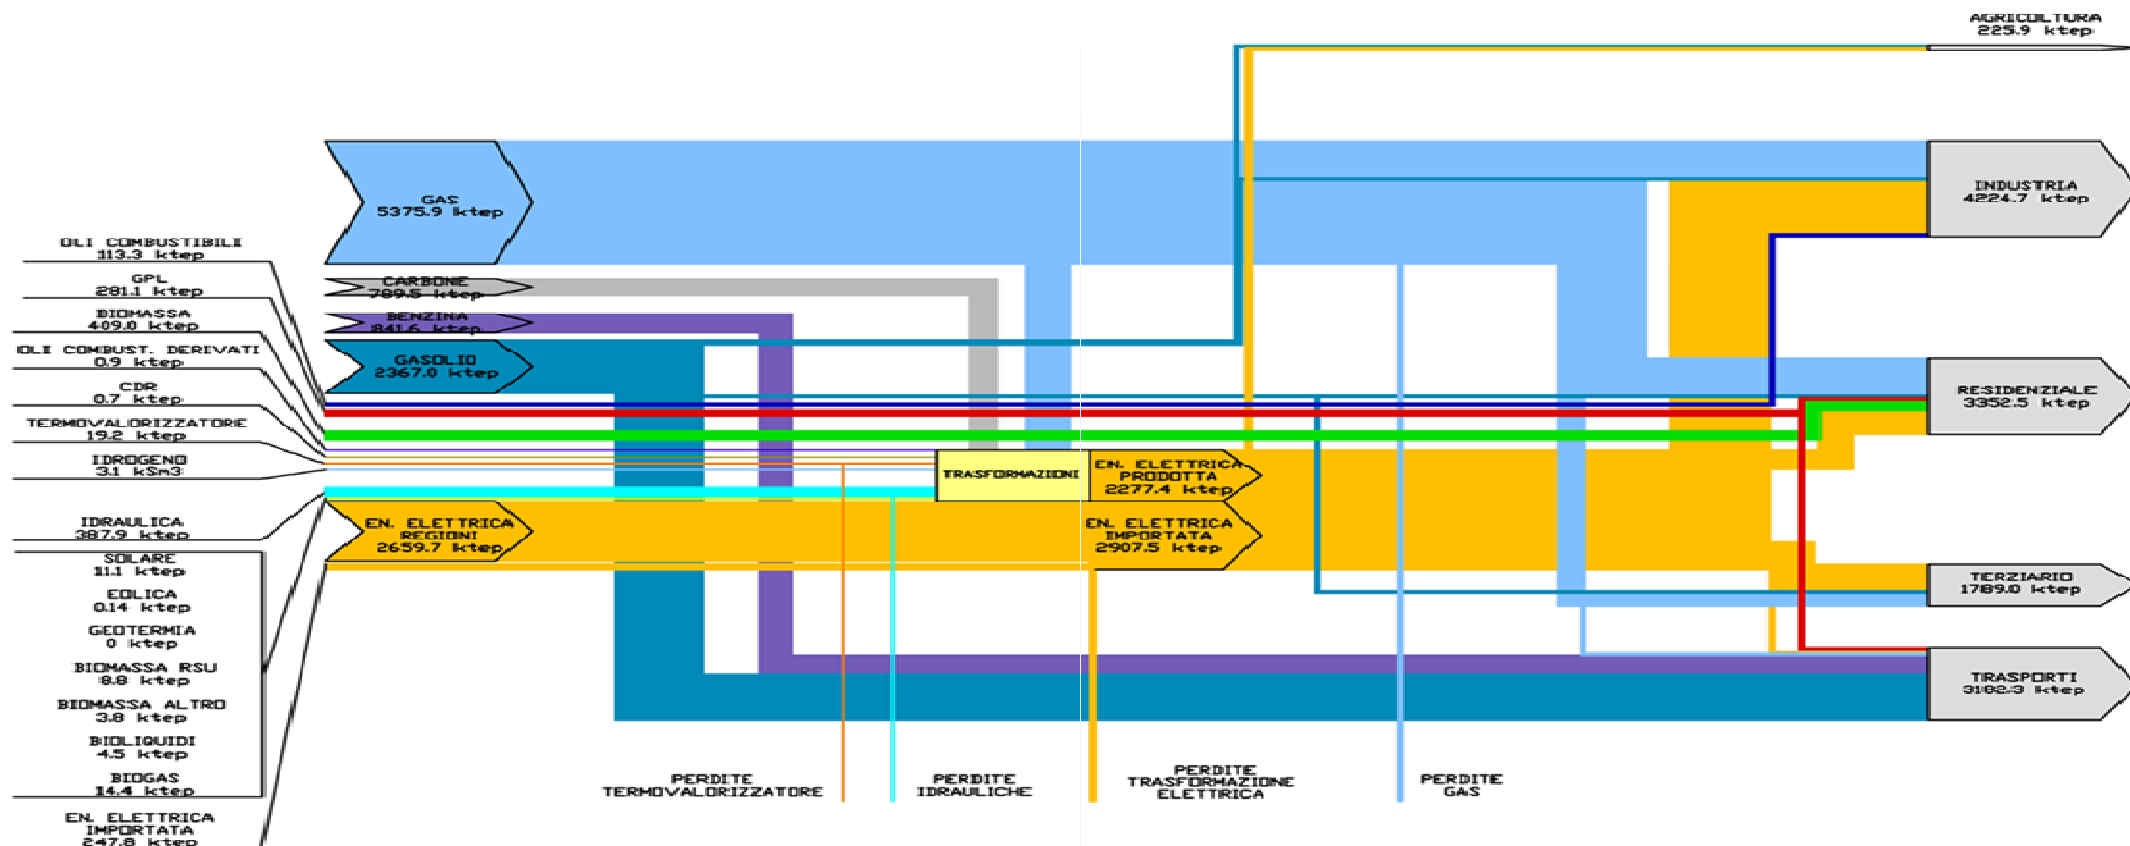 AGRICOLTURA
225.9 ktep
GAS
5375.9 ktep
INDUSTRIA
4224.7 ktep
OLI COMBUSTIBILI
113.3 ktep
GPL
281.1 ktep
CARBONE
789.5 ktep
BIOMASSA
409.0 ktep
BENZINA
841.6 ktep
OLI COMBUST. DERIVATI
0.9 ktep
GASOLIO
2367.0 ktep
CDR
0.7 ktep
RESIDENZIALE
3352.5 ktep
TERMOVALORIZZATORE
19.2 ktep
IDROGENO
3.1 kSm3
TRASFORMAZIONI
EN. ELETTRICA
PRODOTTA
2277.4 ktep
IDRAULICA
387.9 ktep
EN. ELETTRICA
REGIONI
2659.7 ktep
EN. ELETTRICA
IMPORTATA
2907.5 ktep
SOLARE
11.1 ktep
EOLICA
0.14 ktep
TERZIARIO
1789.0 ktep
GEOTERMIA
0 ktep
BIOMASSA RSU
8.8 ktep
TRASPORTI
3182.3 ktep
BIOMASSA ALTRO
3.8 ktep
BIOLIQUIDI
4.5 ktep
BIOGAS
14.4 ktep
PERDITE
TERMOVALORIZZATORE
PERDITE
IDRAULICHE
PERDITE
TRASFORMAZIONE
ELETTRICA
PERDITE
GAS
EN. ELETTRICA
IMPORTATA
247.8 ktep